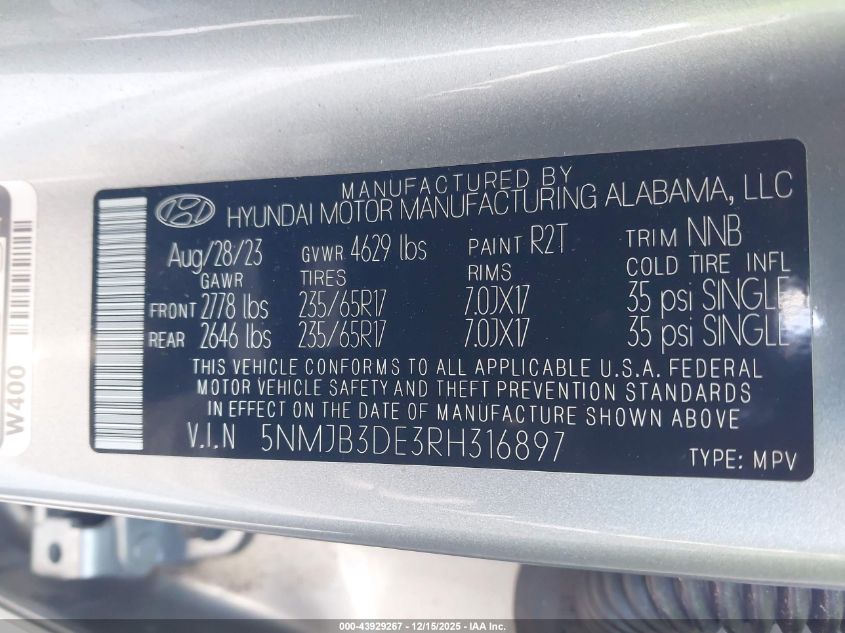 MANUFACTURED BY
HYUNDAI MOTOR MANUFACTURING ALABAMA, LLC
Aug/28/23 GVWR 4629 lbs PAINT R2T TRIM NNB
GAWR TIRES RIMS COLD TIRE INFL
FRONT 2778 lbs 235/65R17 7.0JX17 35 psi SINGLE
REAR 2646 lbs 235/65R17 7.0JX17 35 psi SINGLE
THIS VEHICLE CONFORMS TO ALL APPLICABLE U.S.A. FEDERAL
MOTOR VEHICLE SAFETY AND THEFT PREVENTION STANDARDS
IN EFFECT ON THE DATE OF MANUFACTURE SHOWN ABOVE.
V.I.N 5NMJB3DE3RH316897
TYPE: MPV
W400
000-43929267 - 12/15/2025 - IAA Inc.